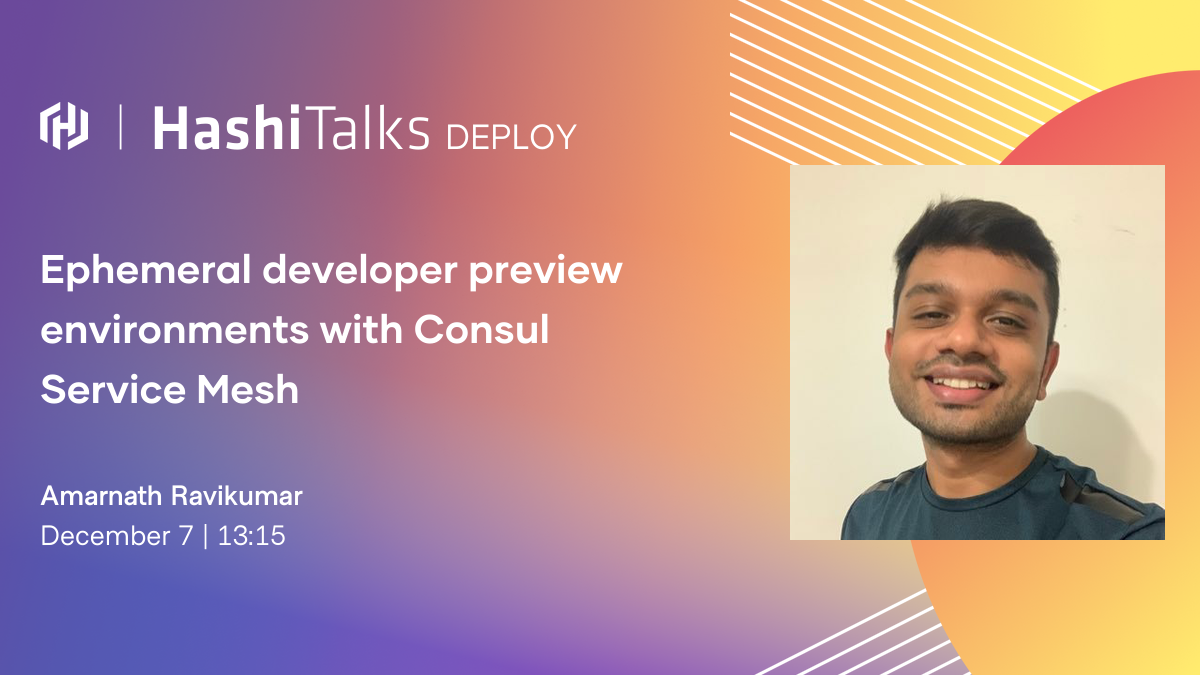 HashiTalks DEPLOY
Ephemeral developer preview
environments with Consul
Service Mesh
Amarnath Ravikumar
December 7 | 13:15